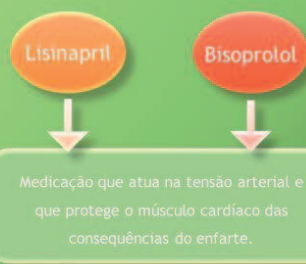 Lisinapril
Bisoprolol
Medicação que atua na tensão arterial e
que protege o músculo cardíaco das
consequências do enfarte.